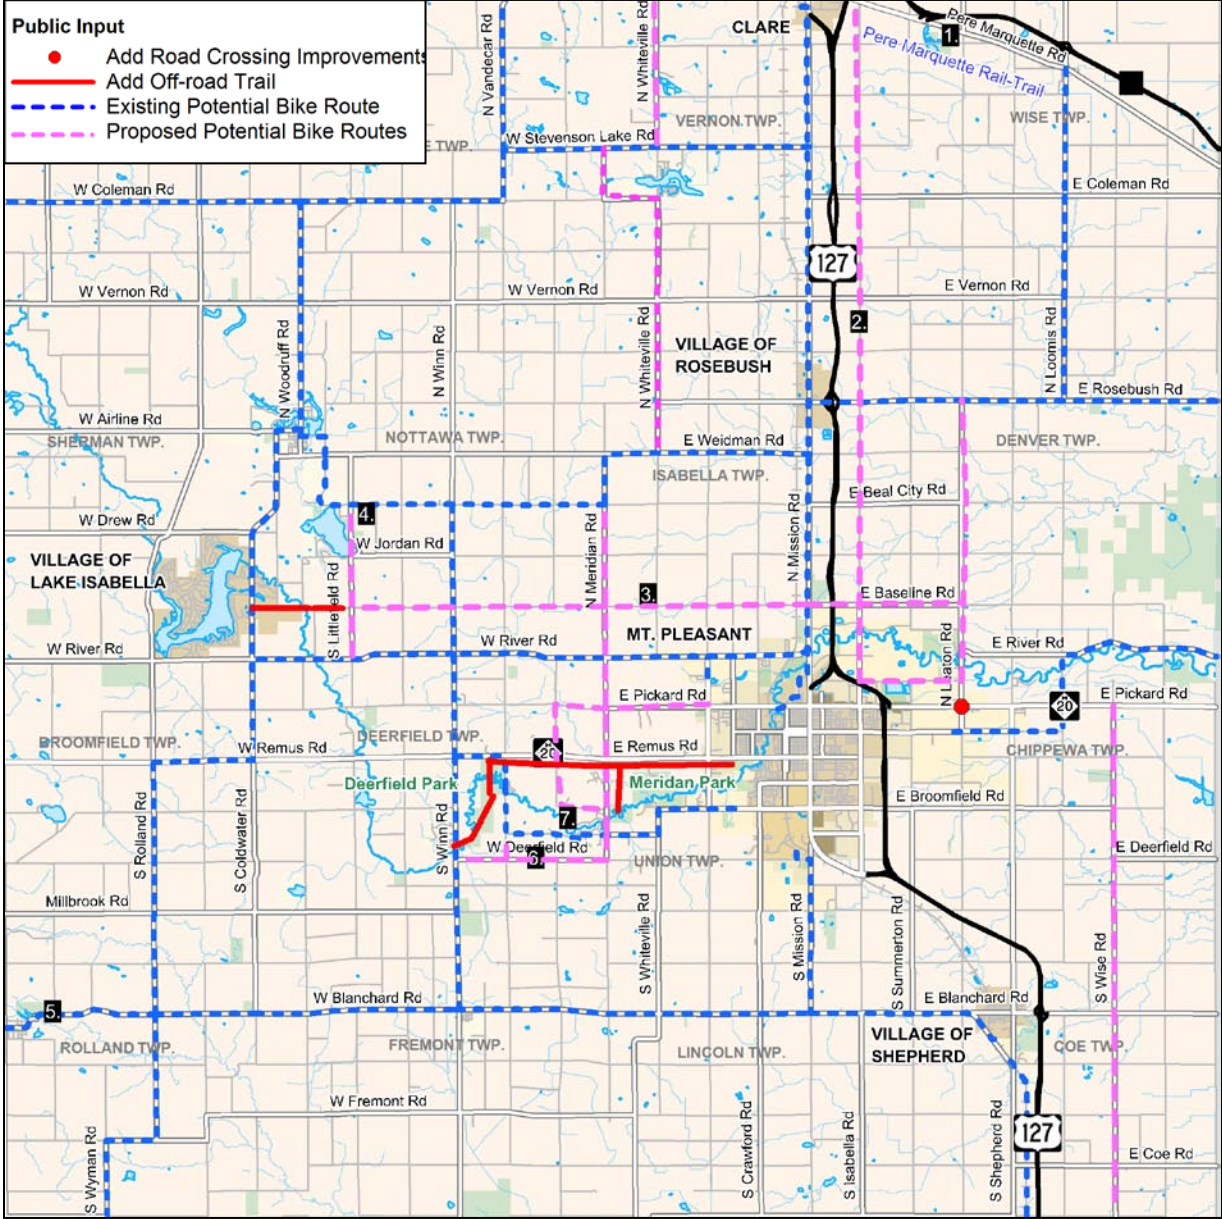 Public Input
Add Road Crossing Improvements
Add Off-road Trail
Existing Potential Bike Route
Proposed Potential Bike Routes
N Vandecar Rd
N Whiteville Rd
CLARE
1.
Pere Marquette Rd
Pere Marquette Rail-Trail
VERNON TWP.
WISE TWP.
TWP.
W Stevenson Lake Rd
W Coleman Rd
E Coleman Rd
127
W Vernon Rd
W Vernon Rd
E Vernon Rd
2.
N Woodruff Rd
N Winn Rd
N Whiteville Rd
VILLAGE OF
ROSEBUSH
N Loomis Rd
E Rosebush Rd
W Airline Rd
SHERMAN TWP.
NOTTAWA TWP.
E Weidman Rd
DENVER TWP.
ISABELLA TWP.
E Beal City Rd
4.
W Drew Rd
W Jordan Rd
N Meridian Rd
N Mission Rd
VILLAGE OF
LAKE ISABELLA
S Littlefield Rd
3.
E Baseline Rd
MT. PLEASANT
W River Rd
W River Rd
E River Rd
N Leaton Rd
E Pickard Rd
E Pickard Rd
20
BROOMFIELD TWP.
DEERFIELD TWP.
W Remus Rd
20
E Remus Rd
CHIPPEWA TWP.
Deerfield Park
Meridan Park
E Broomfield Rd
S Rolland Rd
S Coldwater Rd
S Winn Rd
7.
W Deerfield Rd
6.
UNION TWP.
E Deerfield Rd
Millbrook Rd
S Whiteville Rd
S Mission Rd
S Summerton Rd
S Wise Rd
5.
W Blanchard Rd
E Blanchard Rd
ROLLAND TWP.
FREMONT TWP.
LINCOLN TWP.
VILLAGE OF
SHEPHERD
COE TWP.
W Fremont Rd
S Wyman Rd
S Crawford Rd
S Isabella Rd
S Shepherd Rd
127
E Coe Rd